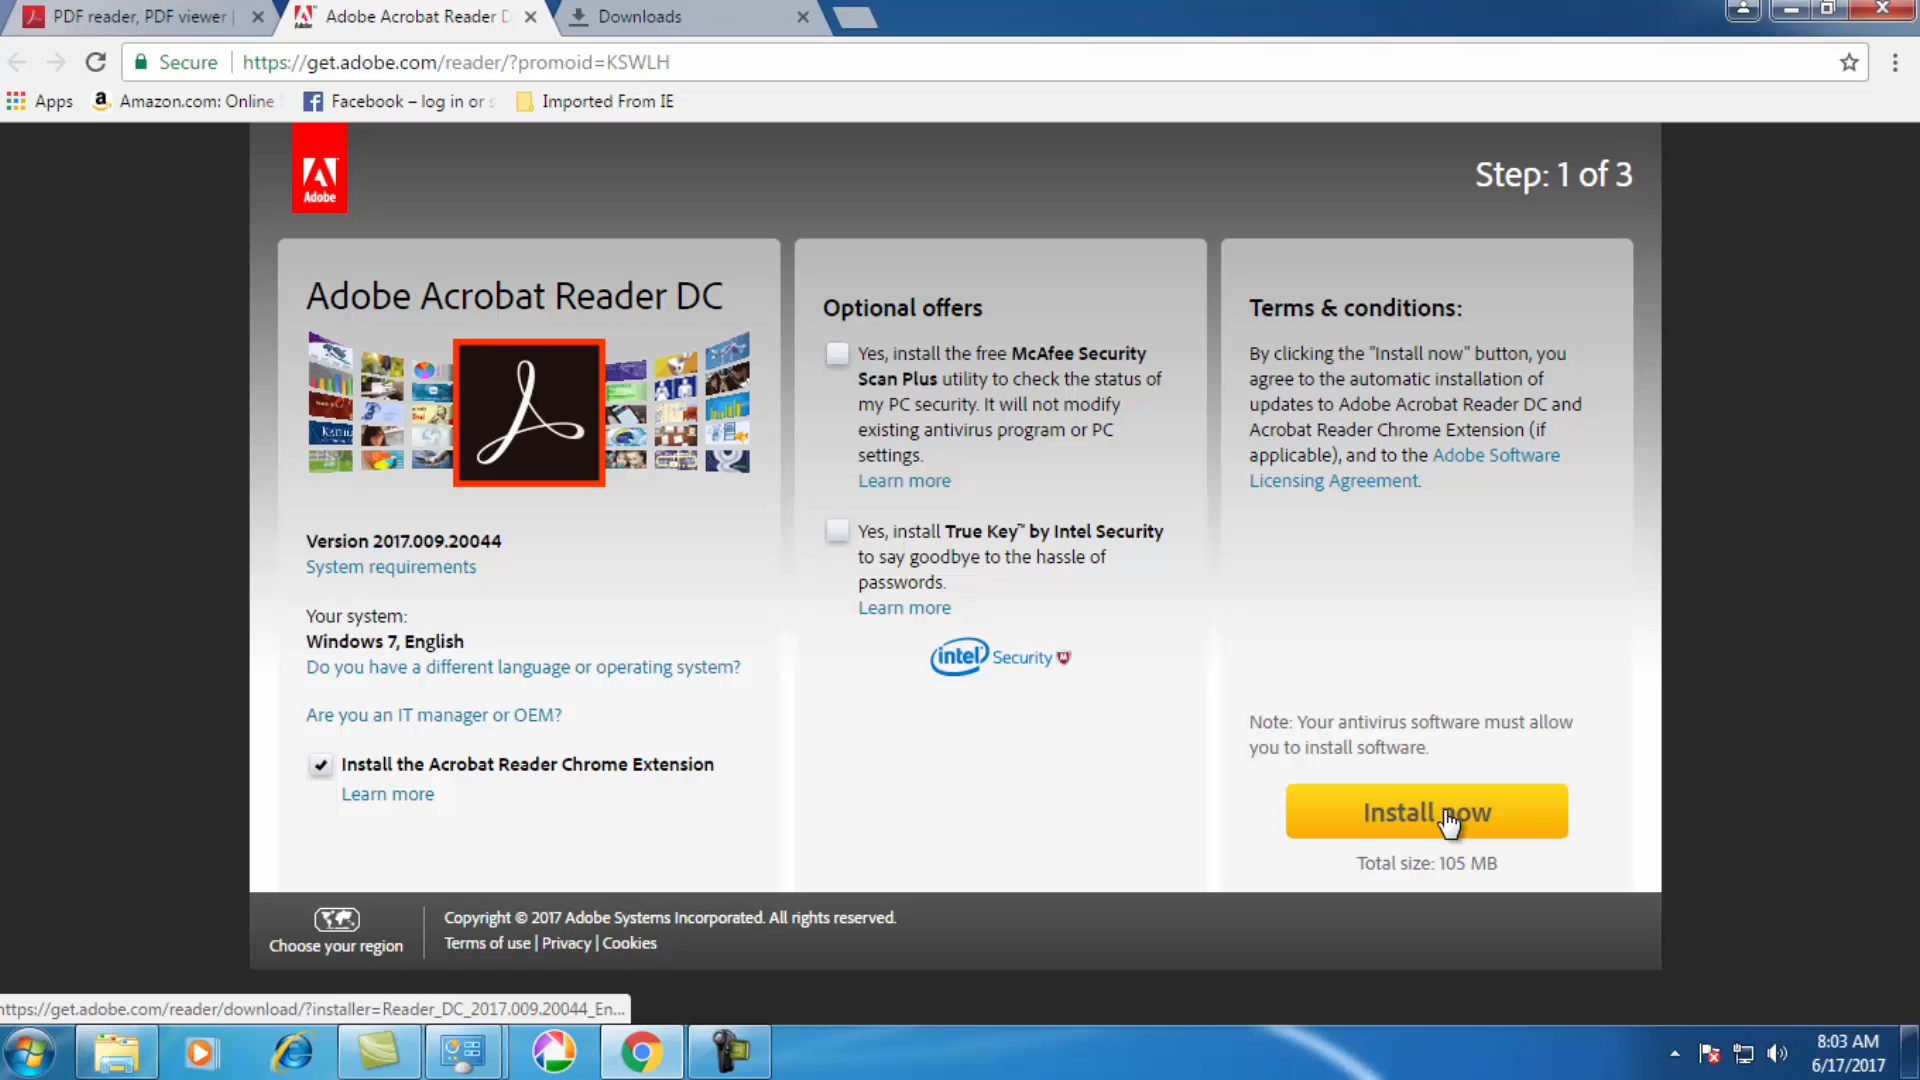 PDF reader, PDF viewer |
Adobe Acrobat Reader D
Downloads
Secure
https://get.adobe.com/reader/?promoid=KSWLH
Apps
Amazon.com: Online
Facebook – log in or s
Imported From IE
Adobe
Step: 1 of 3
Adobe Acrobat Reader DC
Version 2017.009.20044
System requirements
Your system:
Windows 7, English
Do you have a different language or operating system?
Are you an IT manager or OEM?
Install the Acrobat Reader Chrome Extension
Learn more
Optional offers
Yes, install the free McAfee Security
Scan Plus utility to check the status of
my PC security. It will not modify
existing antivirus program or PC
settings.
Learn more
Yes, install True Key™ by Intel Security
to say goodbye to the hassle of
passwords.
Learn more
intel Security
Terms & conditions:
By clicking the "Install now" button, you
agree to the automatic installation of
updates to Adobe Acrobat Reader DC and
Acrobat Reader Chrome Extension (if
applicable), and to the Adobe Software
Licensing Agreement.
Note: Your antivirus software must allow
you to install software.
Install now
Total size: 105 MB
Choose your region
Copyright © 2017 Adobe Systems Incorporated. All rights reserved.
Terms of use | Privacy | Cookies
https://get.adobe.com/reader/download/?installer=Reader_DC_2017.009.20044_En...
8:03 AM
6/17/2017